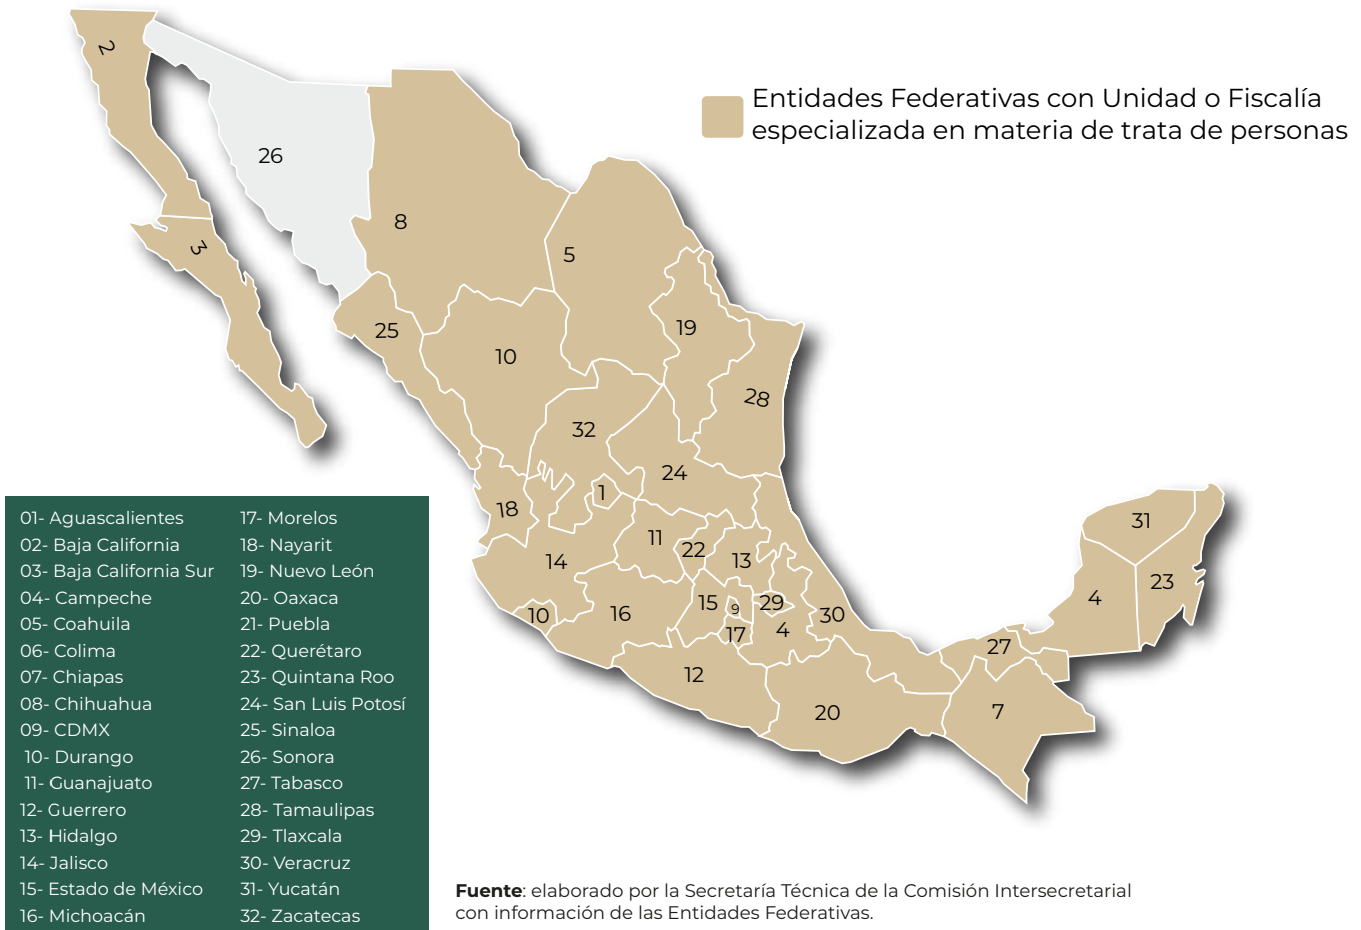 2
26
8
3
5
25
19
10
28
32
24
1
18
11
22
13
14
31
23
4
10
16
15
9
29
17
4
30
27
12
20
7
Entidades Federativas con Unidad o Fiscalía
especializada en materia de trata de personas
01- Aguascalientes
02- Baja California
03- Baja California Sur
04- Campeche
05- Coahuila
06- Colima
07- Chiapas
08- Chihuahua
09- CDMX
10- Durango
11- Guanajuato
12- Guerrero
13- Hidalgo
14- Jalisco
15- Estado de México
16- Michoacán
17- Morelos
18- Nayarit
19- Nuevo León
20- Oaxaca
21- Puebla
22- Querétaro
23- Quintana Roo
24- San Luis Potosí
25- Sinaloa
26- Sonora
27- Tabasco
28- Tamaulipas
29- Tlaxcala
30- Veracruz
31- Yucatán
32- Zacatecas
Fuente: elaborado por la Secretaría Técnica de la Comisión Intersecretarial
con información de las Entidades Federativas.